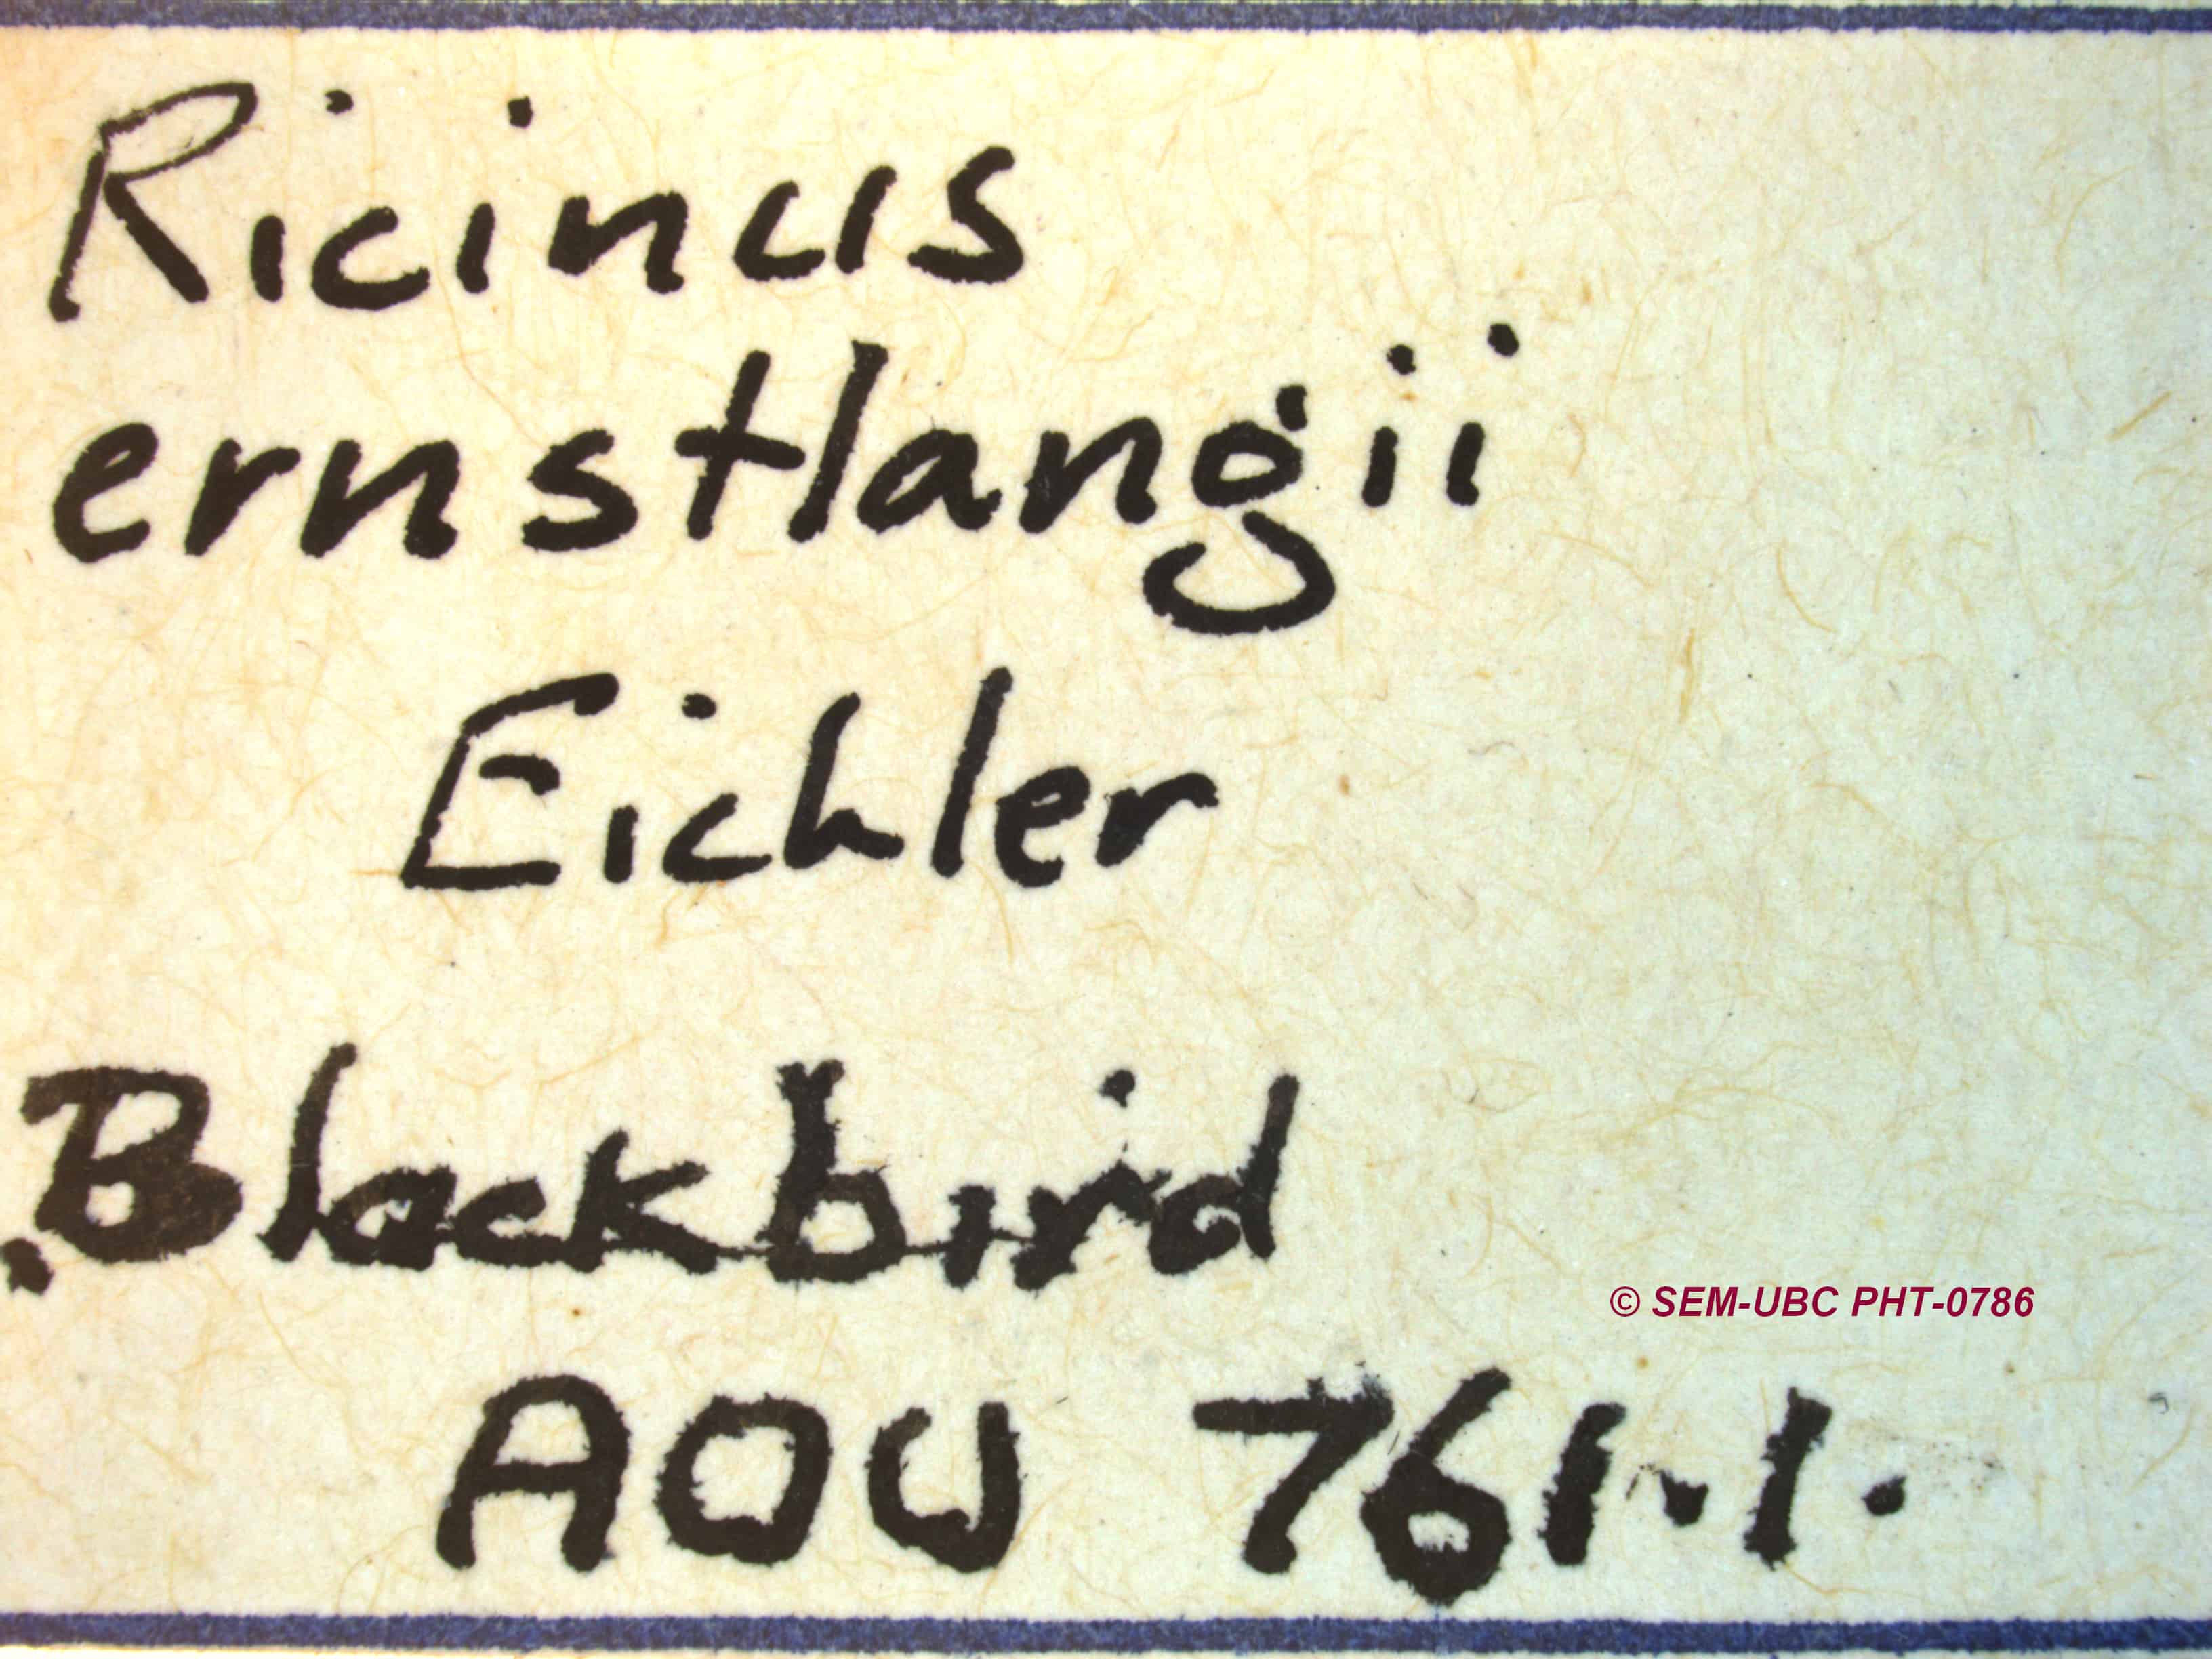 Ricinus
ernstlangii
Eichler
Blackbird
© SEM-UBC PHT-0786
AOU 761.1.